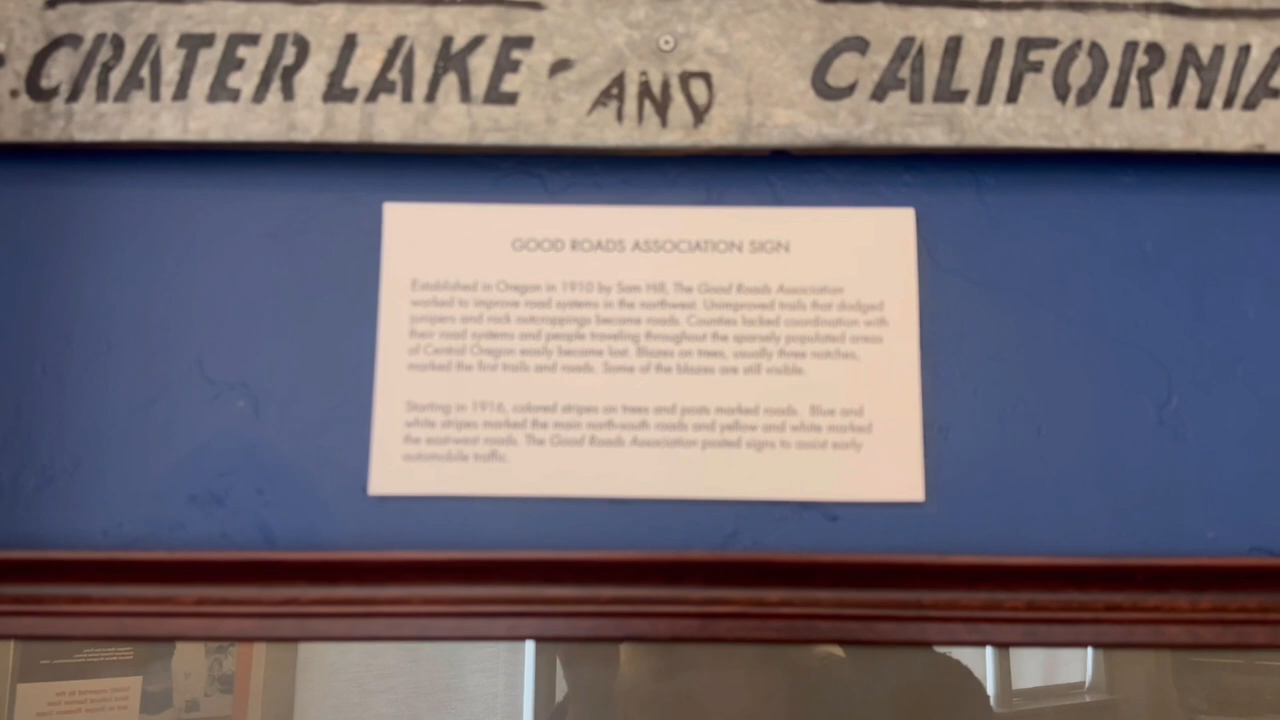 CRATER LAKE - AND CALIFORNIA
GOOD ROADS ASSOCIATION SIGN
Established in Oregon in 1910 by Sam Hill, The Good Roads Association
worked to improve road systems in the northwest. Unimproved trails that dodged
junipers and rock outcroppings became roads. Counties lacked coordination with
their road systems and people traveling throughout the sparsely populated areas
of Central Oregon easily became lost. Blazes on trees, usually three notches,
marked the first trails and roads. Some of the blazes are still visible.
Starting in 1916, colored stripes on trees and posts marked roads. Blue and
white stripes marked the main north-south roads and yellow and white marked
the east-west roads. The Good Roads Association posted signs to assist early
automobile traffic.